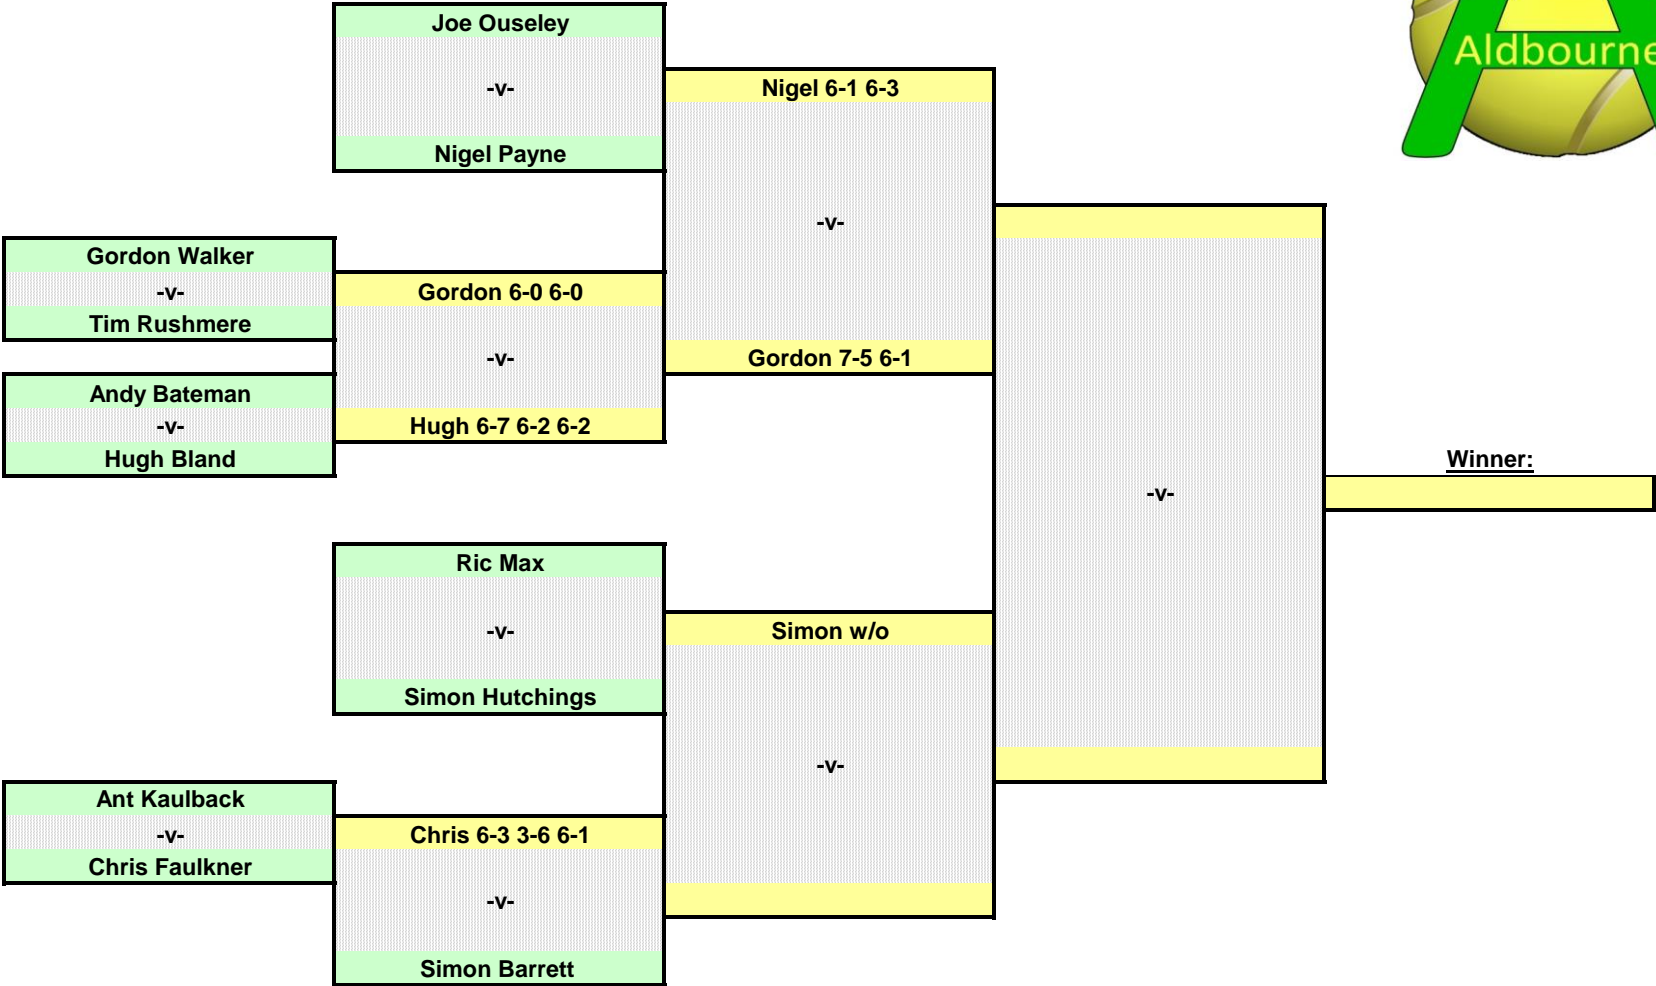 Joe Ouseley
-v-
Nigel Payne
Aldbourne
Nigel 6-1 6-3
-v-
Gordon 7-5 6-1
Gordon Walker
-v-
Tim Rushmere
Gordon 6-0 6-0
-v-
Hugh 6-7 6-2 6-2
Andy Bateman
-v-
Hugh Bland
Winner:
-v-
Ric Max
-v-
Simon Hutchings
Simon w/o
-v-
Ant Kaulback
-v-
Chris Faulkner
Chris 6-3 3-6 6-1
-v-
Simon Barrett